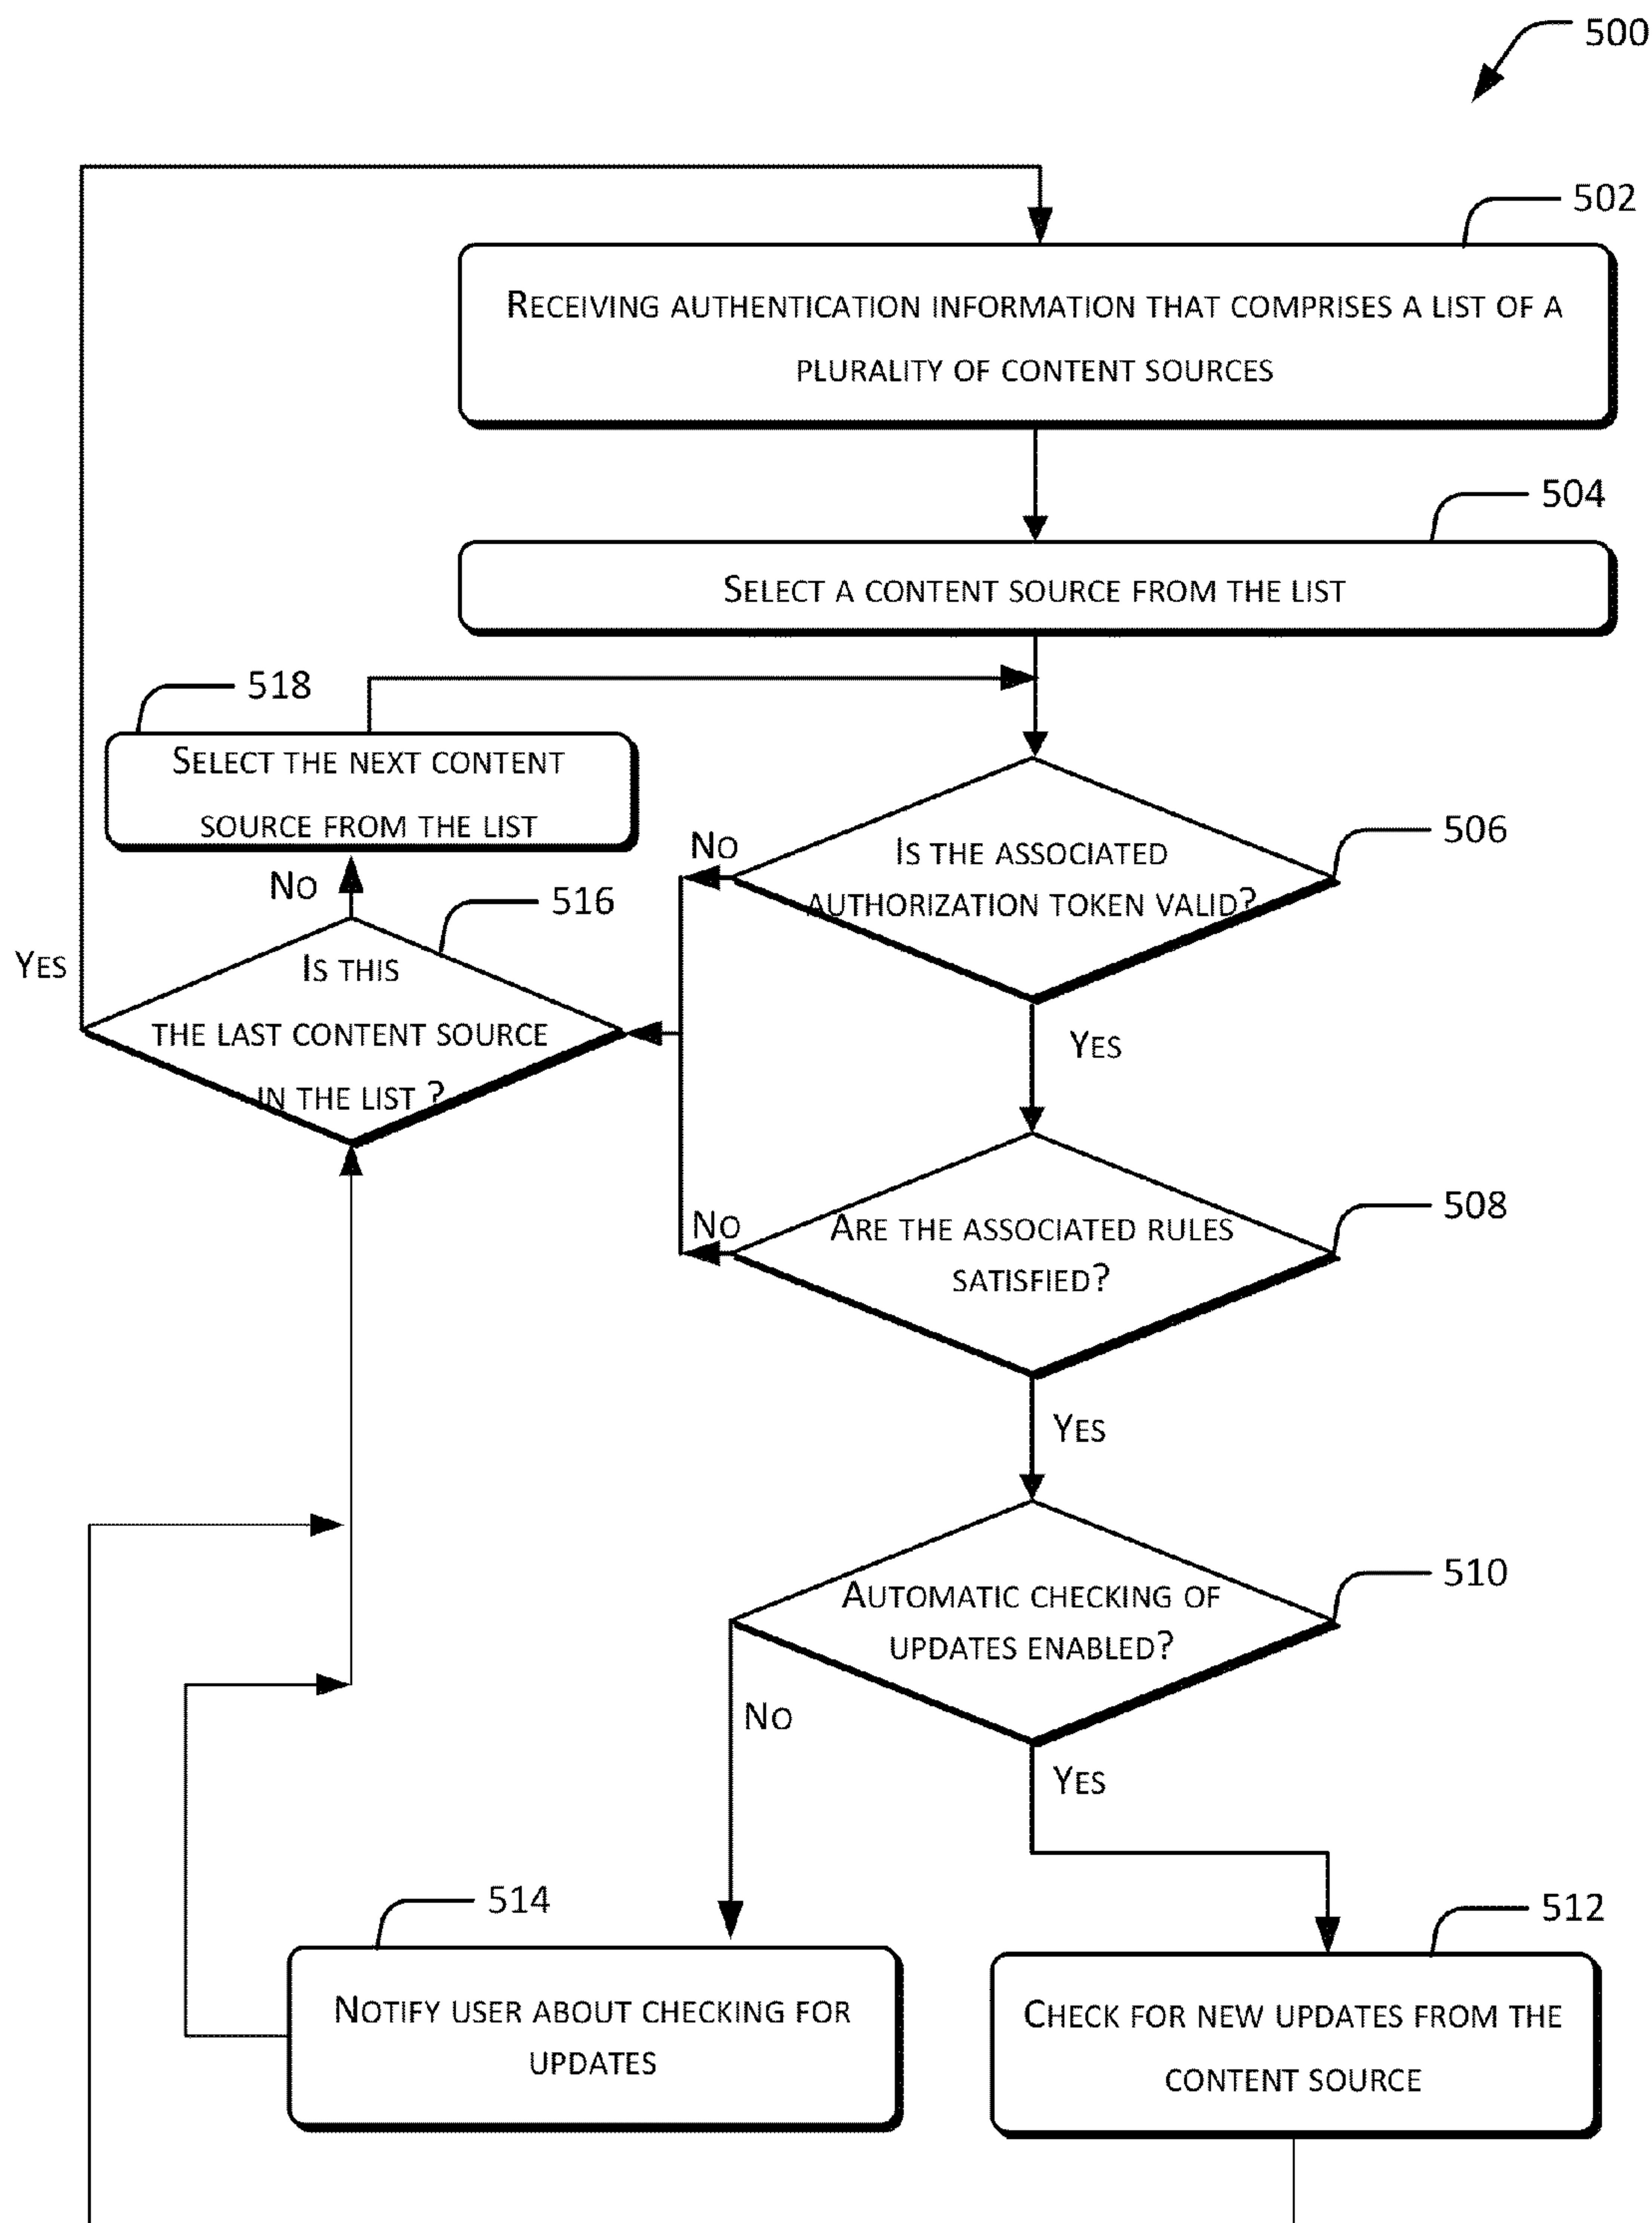 500
502
Receiving authentication information that comprises a list of a
plurality of content sources
504
Select a content source from the list
518
Select the next content
source from the list
No
506
Is the associated
authorization token valid?
No
516
Yes
Is this
the last content source
in the list ?
Yes
508
No
Are the associated rules
satisfied?
Yes
510
Automatic checking of
updates enabled?
No
Yes
514
512
Notify user about checking for
updates
Check for new updates from the
content source